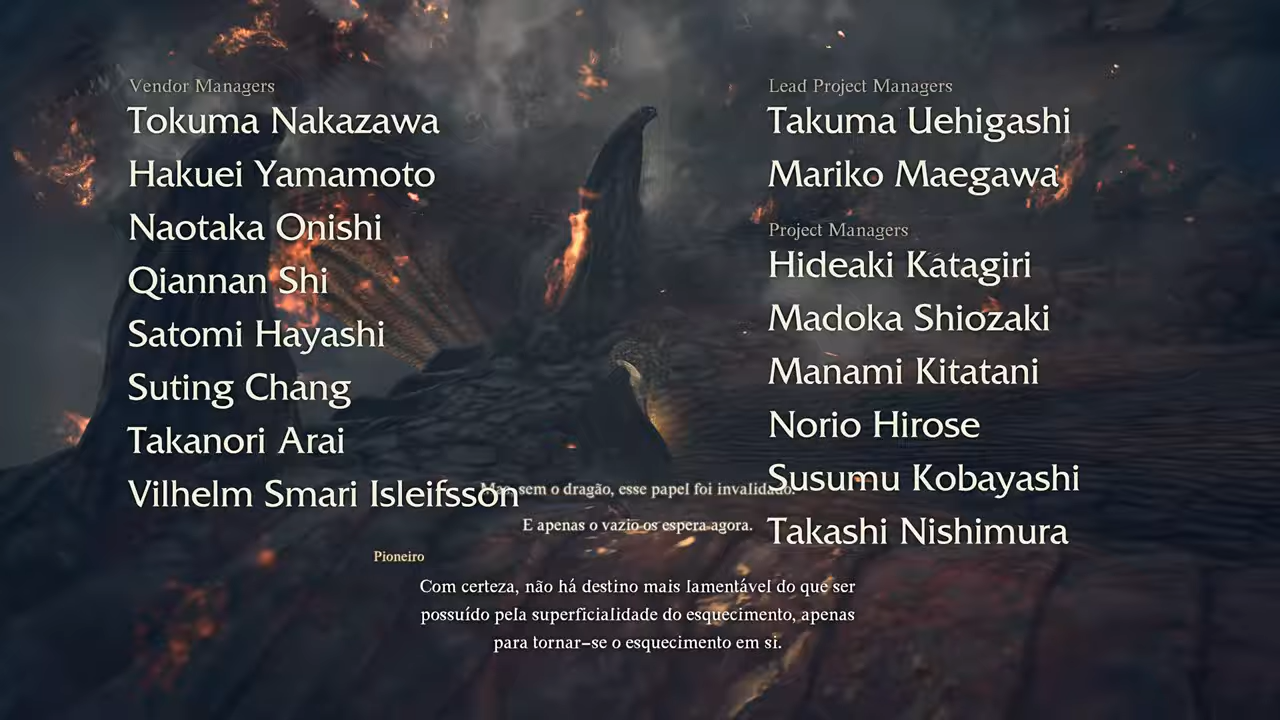 Vendor Managers
Tokuma Nakazawa
Hakuei Yamamoto
Naotaka Onishi
Qiannan Shi
Satomi Hayashi
Suting Chang
Takanori Arai
Vilhelm Smari Isleifsson
Lead Project Managers
Takuma Uehigashi
Mariko Maegawa
Project Managers
Hideaki Katagiri
Madoka Shiozaki
Manami Kitatani
Norio Hirose
Susumu Kobayashi
Takashi Nishimura
Mas, sem o dragão, esse papel foi invalidado.
E apenas o vazio os espera agora.
Pioneiro
Com certeza, não há destino mais lamentável do que ser
possuído pela superficialidade do esquecimento, apenas
para tornar-se o esquecimento em si.